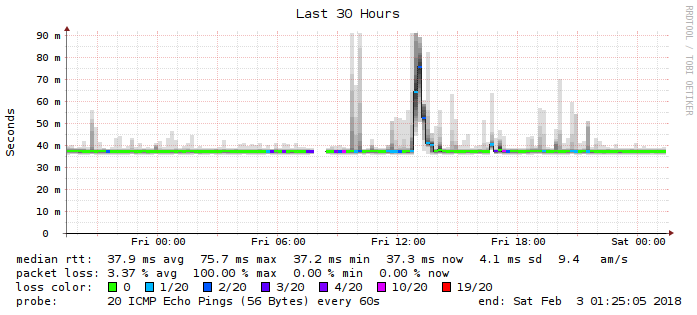 Last 30 Hours
RRDTOOL / TOBI OETIKER
Seconds
90 m
80 m
70 m
60 m
50 m
40 m
30 m
20 m
10 m
0
Fri 00:00 Fri 06:00 Fri 12:00 Fri 18:00 Sat 00:00
median rtt: 37.9 ms avg 75.7 ms max 37.2 ms min 37.3 ms now 4.1 ms sd 9.4 am/s
packet loss: 3.37 % avg 100.00 % max 0.00 % min 0.00 % now
loss color: 0 1/20 2/20 3/20 4/20 10/20 19/20
probe: 20 ICMP Echo Pings (56 Bytes) every 60s end: Sat Feb 3 01:25:05 2018